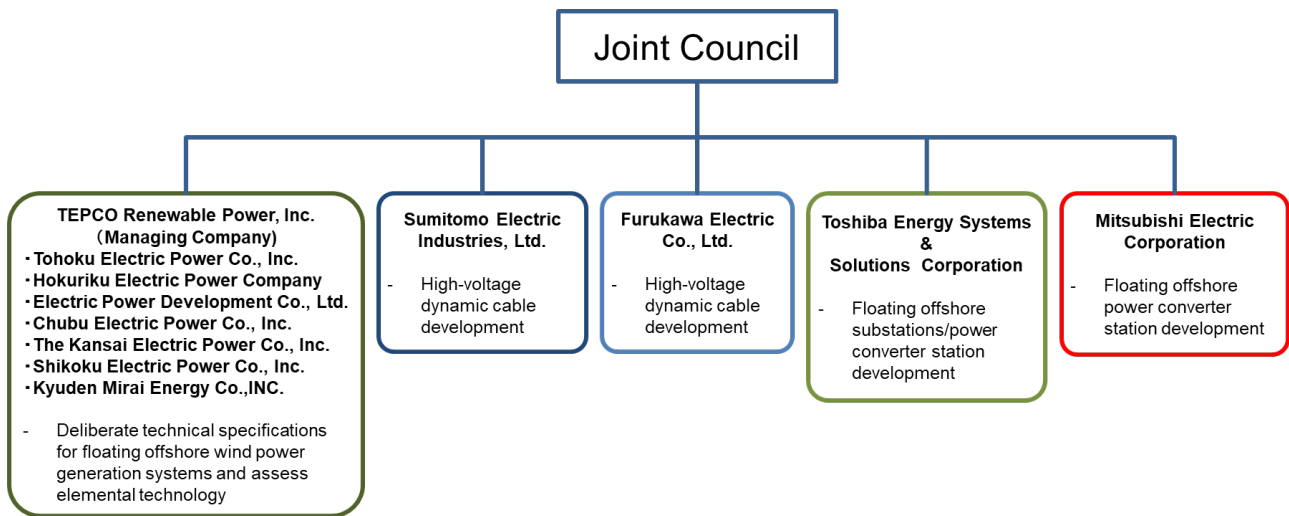 Joint Council
TEPCO Renewable Power, Inc.
(Managing Company)
・Tohoku Electric Power Co., Inc.
・Hokuriku Electric Power Company
・Electric Power Development Co., Ltd.
・Chubu Electric Power Co., Inc.
・The Kansai Electric Power Co., Inc.
・Shikoku Electric Power Co., Inc.
・Kyuden Mirai Energy Co.,INC.
- Deliberate technical specifications
for floating offshore wind power
generation systems and assess
elemental technology
Sumitomo Electric
Industries, Ltd.
- High-voltage
dynamic cable
development
Furukawa Electric
Co., Ltd.
- High-voltage
dynamic cable
development
Toshiba Energy Systems
&
Solutions Corporation
- Floating offshore
substations/power
converter station
development
Mitsubishi Electric
Corporation
- Floating offshore
power converter
station development